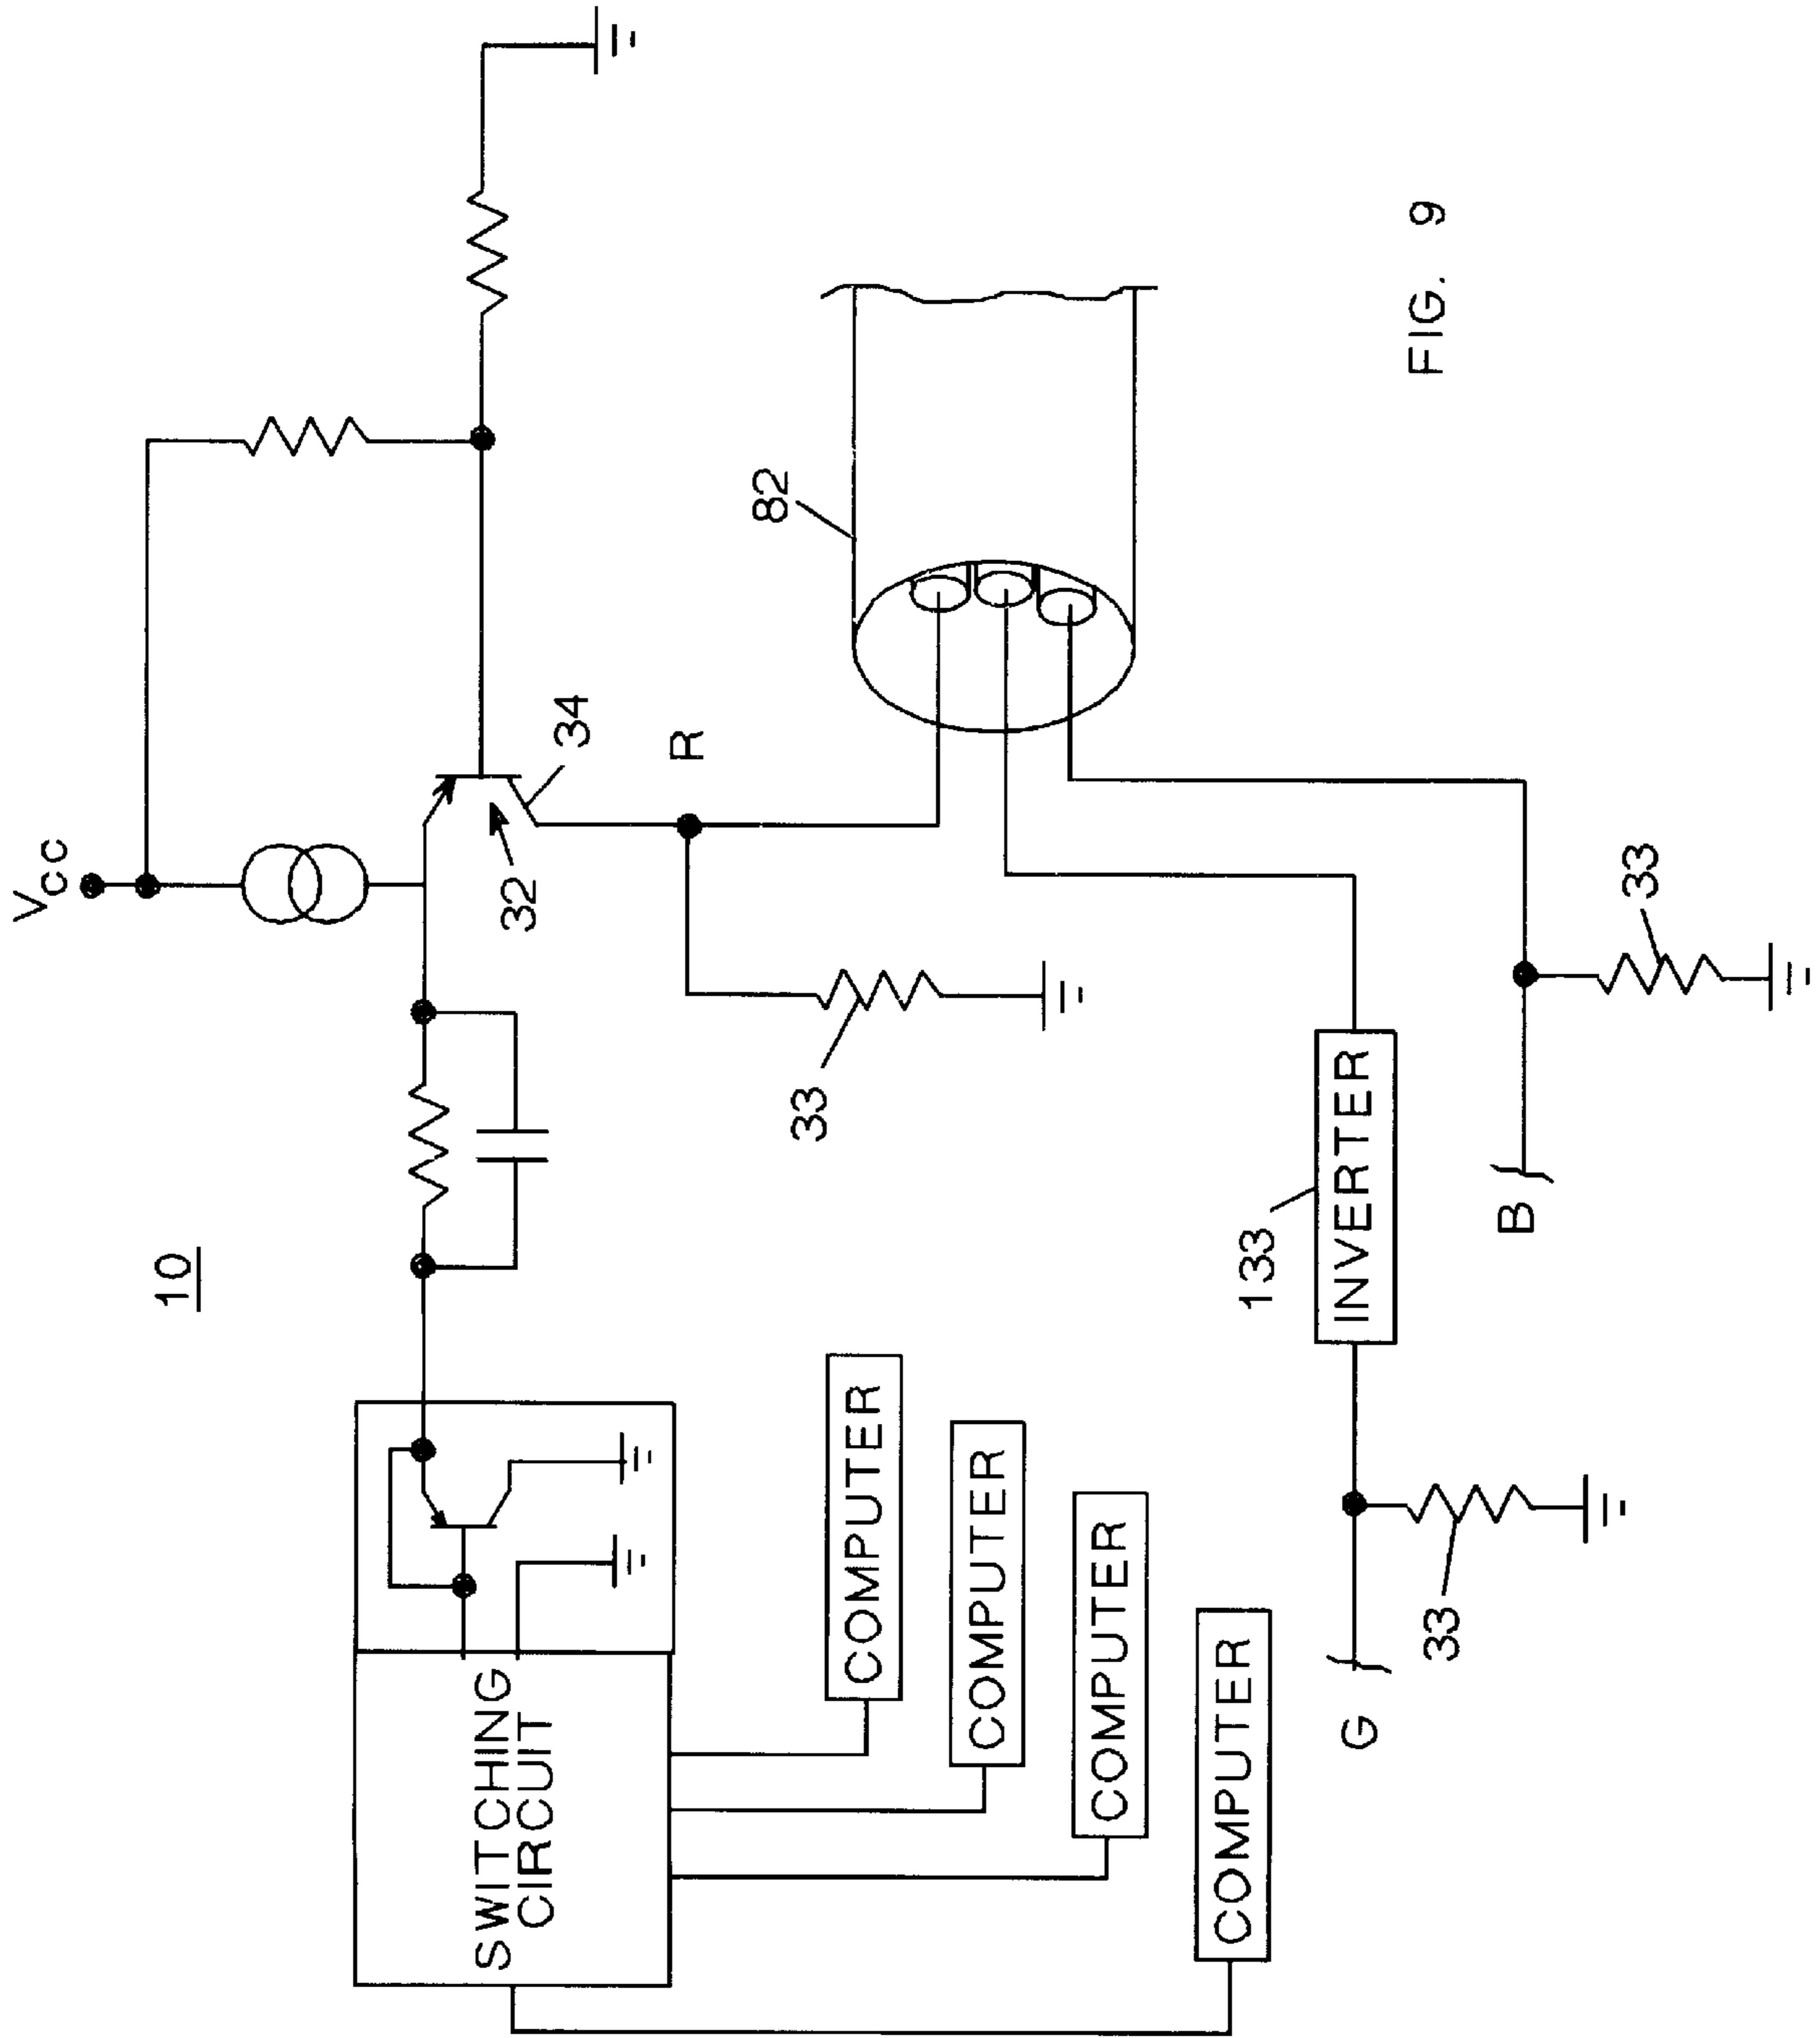 10
VCC
SWITCHING
CIRCUIT
32
34
R
33
82
COMPUTER
COMPUTER
COMPUTER
COMPUTER
133
INVERTER
G
33
B
33
FIG. 9